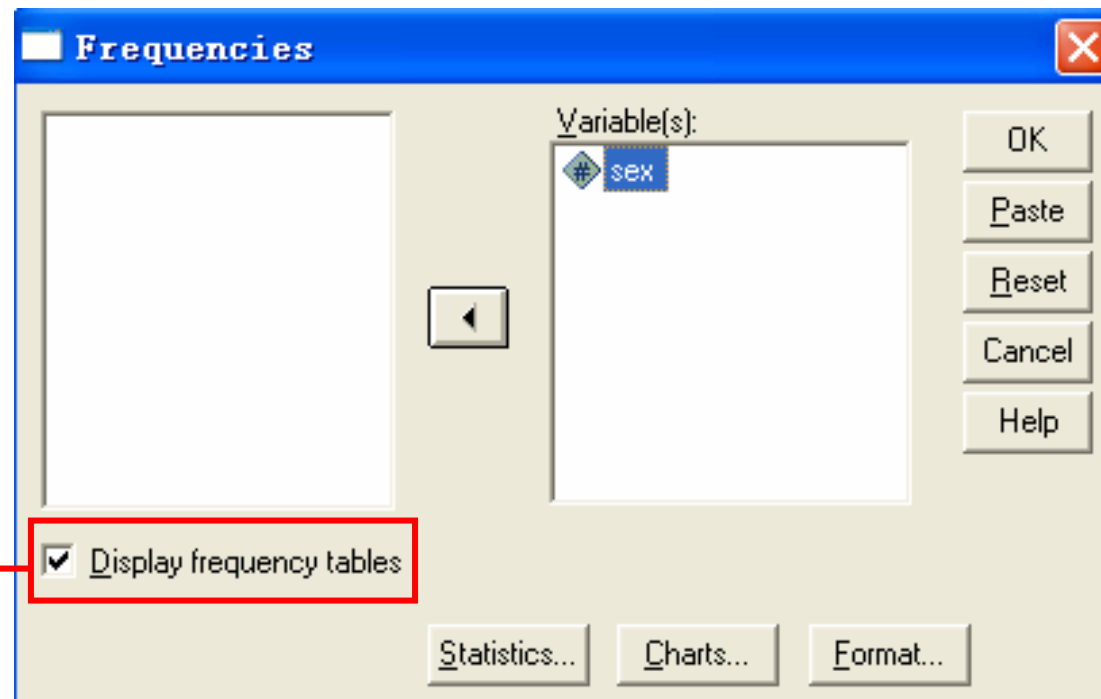 Frequencies
Variable(s):
# sex
OK
Paste
Reset
Cancel
Help
Display frequency tables
Statistics... Charts... Format...